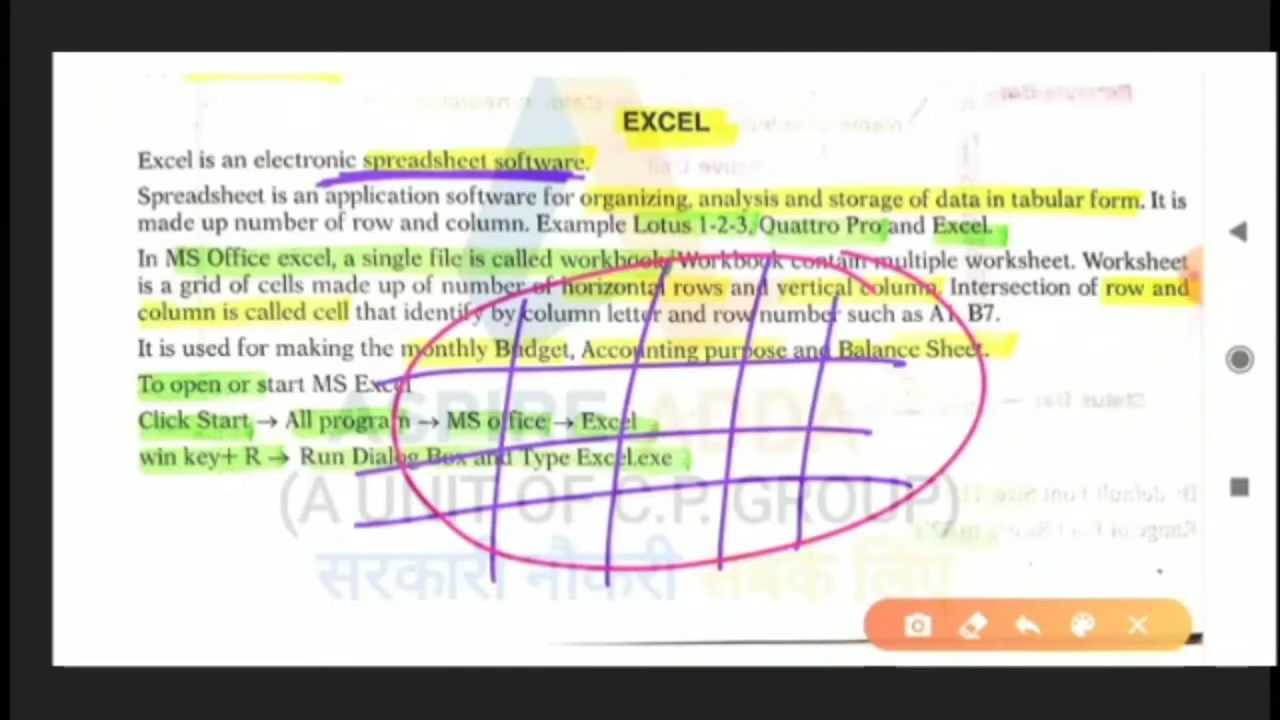 EXCEL
Excel is an electronic spreadsheet software.
Spreadsheet is an application software for organizing, analysis and storage of data in tabular form. It is
made up number of row and column. Example Lotus 1-2-3, Quattro Pro and Excel.
In MS Office excel, a single file is called workbook. Workbook contain multiple worksheet. Worksheet
is a grid of cells made up of number of horizontal rows and vertical column. Intersection of row and
column is called cell that identify by column letter and row number such as A1, B7.
It is used for making the monthly Budget, Accounting purpose and Balance Sheet.
To open or start MS Excel
Click Start → All program → MS office → Excel
win key+ R → Run Dialog Box and Type Excel.exe
ASPIRE ADDA
(A UNIT OF C.P. GROUP)
सरकारी नौकरी सबके लिए